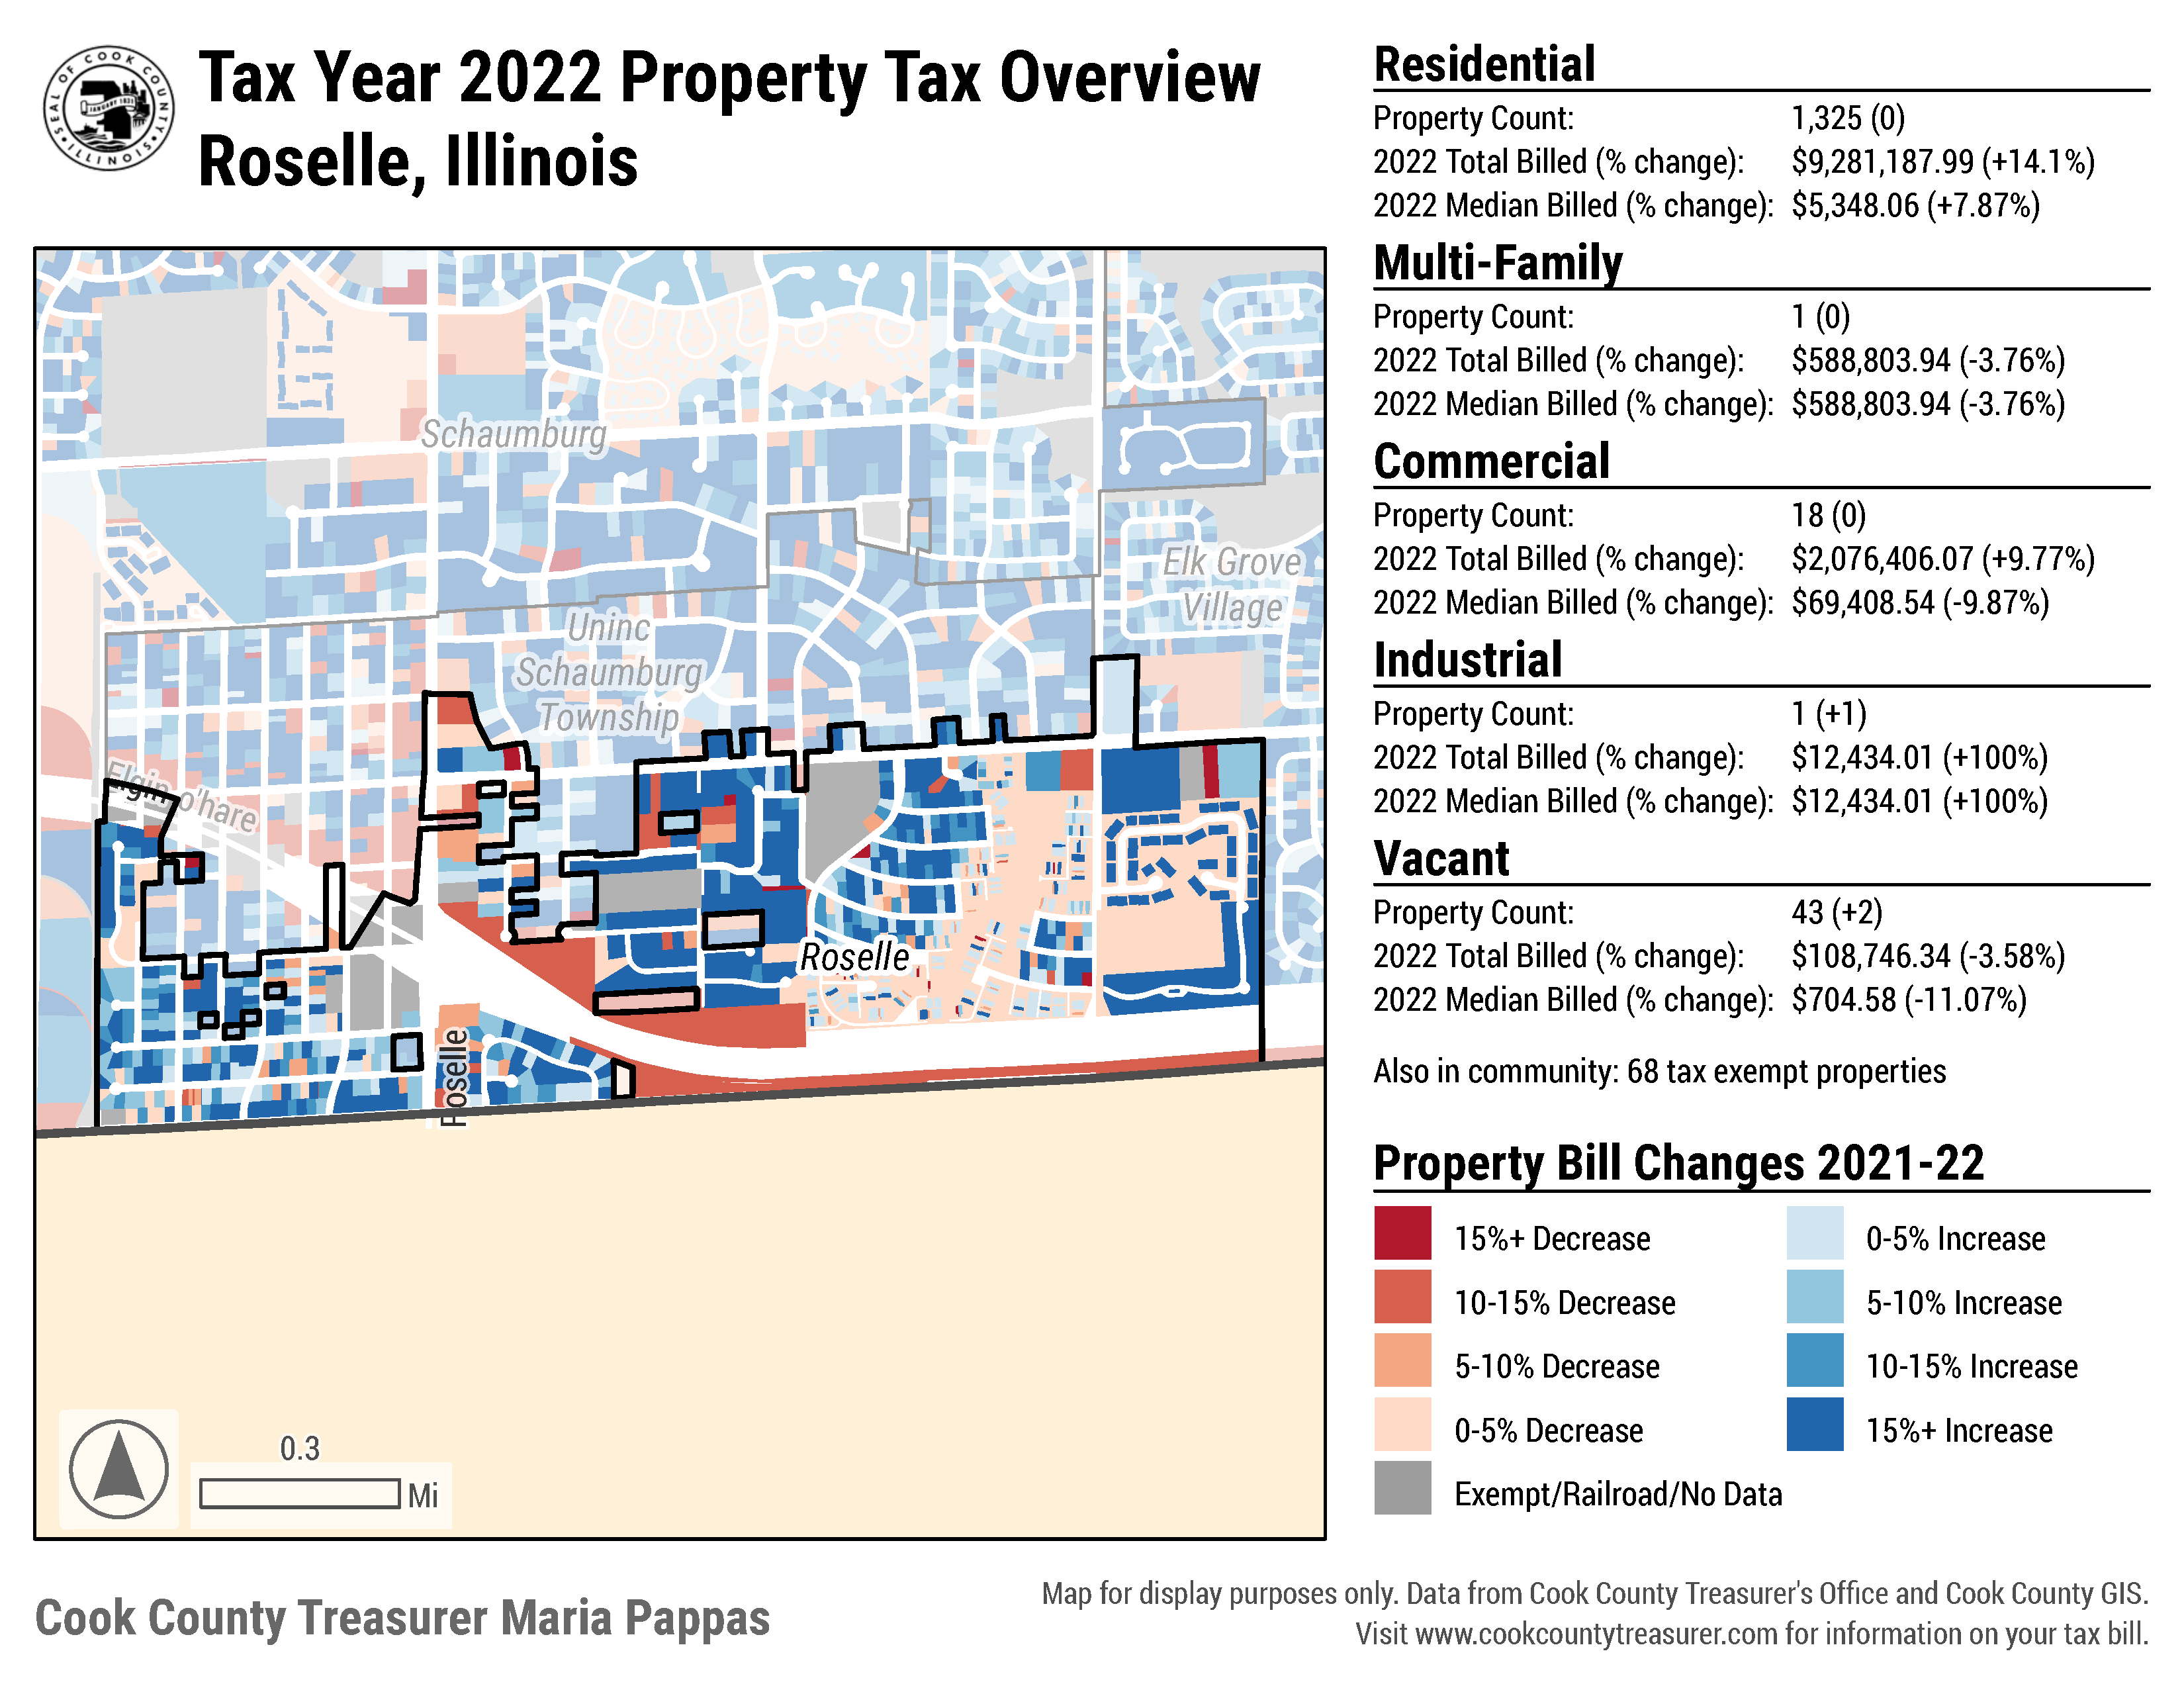 SEAL OF COOK COUNTY
JANUARY 1831
ILLINOIS
Tax Year 2022 Property Tax Overview
Roselle, Illinois
Schaumburg
Elk Grove
Village
Uninc
Schaumburg
Township
Elgin o'hare
Roselle
Roselle
0.3
Mi
Residential
Property Count: 1,325 (0)
2022 Total Billed (% change): $9,281,187.99 (+14.1%)
2022 Median Billed (% change): $5,348.06 (+7.87%)
Multi-Family
Property Count: 1 (0)
2022 Total Billed (% change): $588,803.94 (-3.76%)
2022 Median Billed (% change): $588,803.94 (-3.76%)
Commercial
Property Count: 18 (0)
2022 Total Billed (% change): $2,076,406.07 (+9.77%)
2022 Median Billed (% change): $69,408.54 (-9.87%)
Industrial
Property Count: 1 (+1)
2022 Total Billed (% change): $12,434.01 (+100%)
2022 Median Billed (% change): $12,434.01 (+100%)
Vacant
Property Count: 43 (+2)
2022 Total Billed (% change): $108,746.34 (-3.58%)
2022 Median Billed (% change): $704.58 (-11.07%)
Also in community: 68 tax exempt properties
Property Bill Changes 2021-22
15%+ Decrease
10-15% Decrease
5-10% Decrease
0-5% Decrease
Exempt/Railroad/No Data
0-5% Increase
5-10% Increase
10-15% Increase
15%+ Increase
Cook County Treasurer Maria Pappas
Map for display purposes only. Data from Cook County Treasurer's Office and Cook County GIS.
Visit www.cookcountytreasurer.com for information on your tax bill.